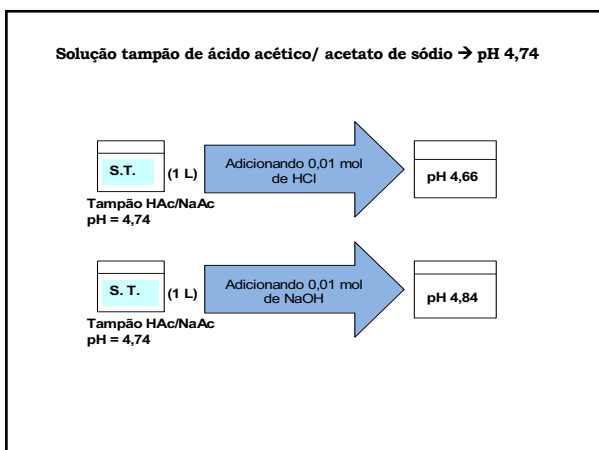 Solução tampão de ácido acético/ acetato de sódio → pH 4,74
S.T.
(1 L)
Adicionando 0,01 mol
de HCl
pH 4,66
Tampão HAc/NaAc
pH = 4,74
S. T.
(1 L)
Adicionando 0,01 mol
de NaOH
pH 4,84
Tampão HAc/NaAc
pH = 4,74